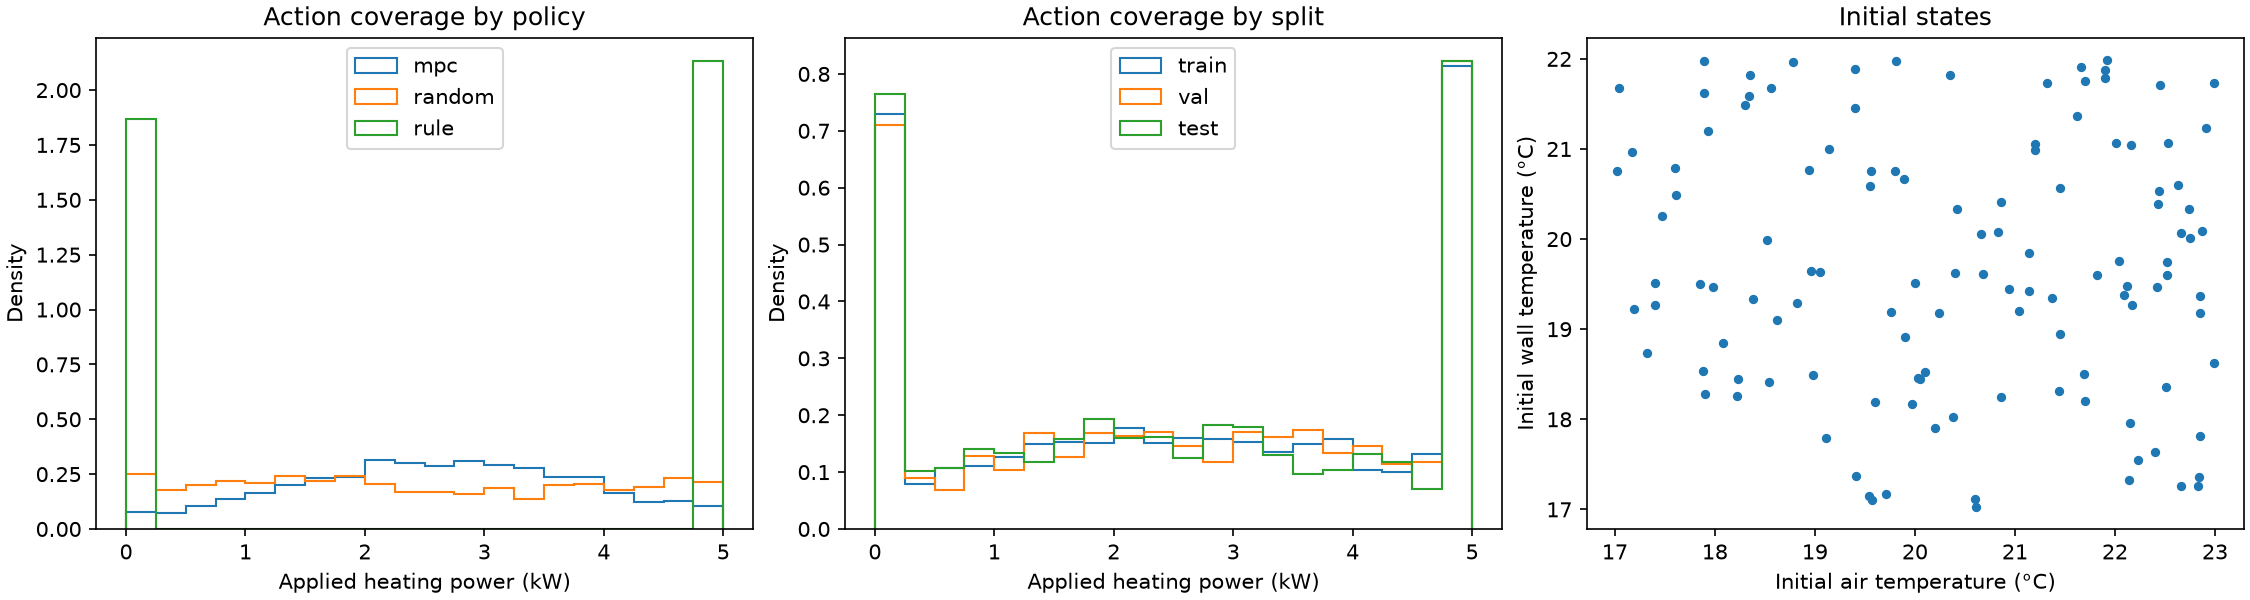 Action coverage by policy
mpc
random
rule
2.00
1.75
1.50
1.25
1.00
0.75
0.50
0.25
0.00
Density
0 1 2 3 4 5
Applied heating power (kW)
Action coverage by split
train
val
test
0.8
0.7
0.6
0.5
0.4
0.3
0.2
0.1
0.0
Density
0 1 2 3 4 5
Applied heating power (kW)
Initial states
22
21
20
19
18
17
Initial wall temperature (°C)
17 18 19 20 21 22 23
Initial air temperature (°C)